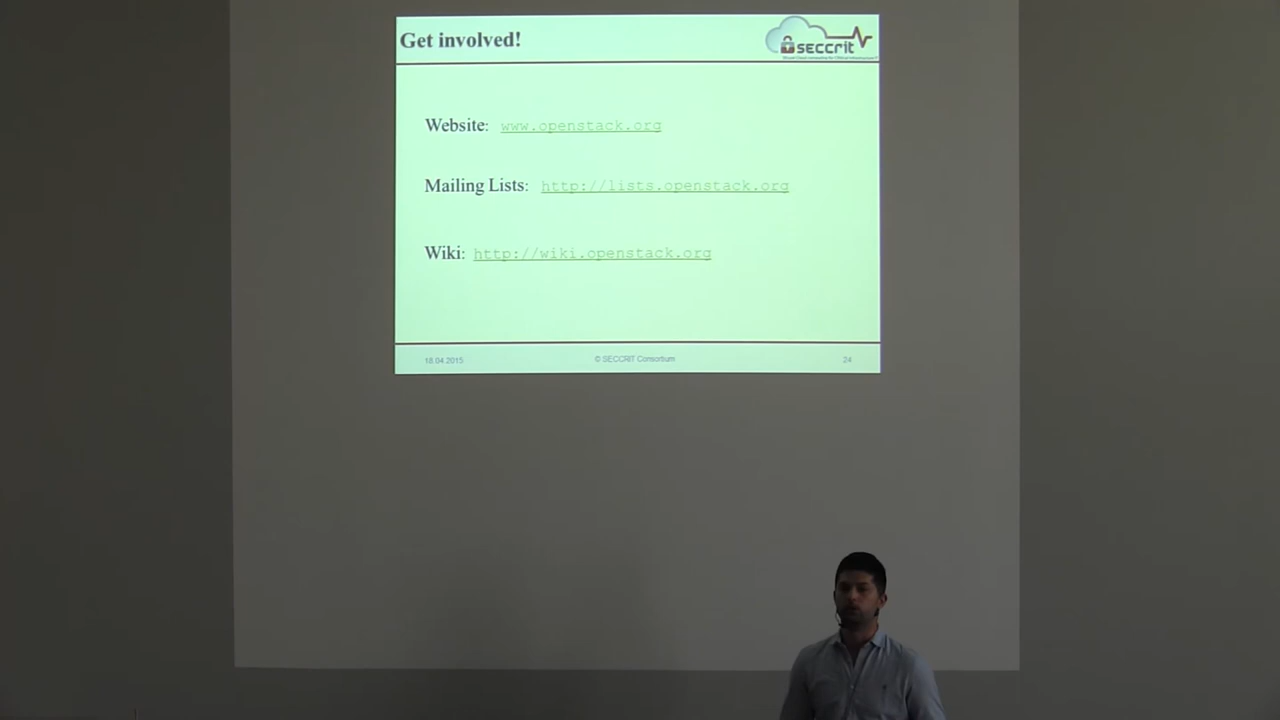 Get involved!
seccrit
Website: www.openstack.org
Mailing Lists: http://lists.openstack.org
Wiki: http://wiki.openstack.org
18.04.2015
© SECCRIT Consortium
24